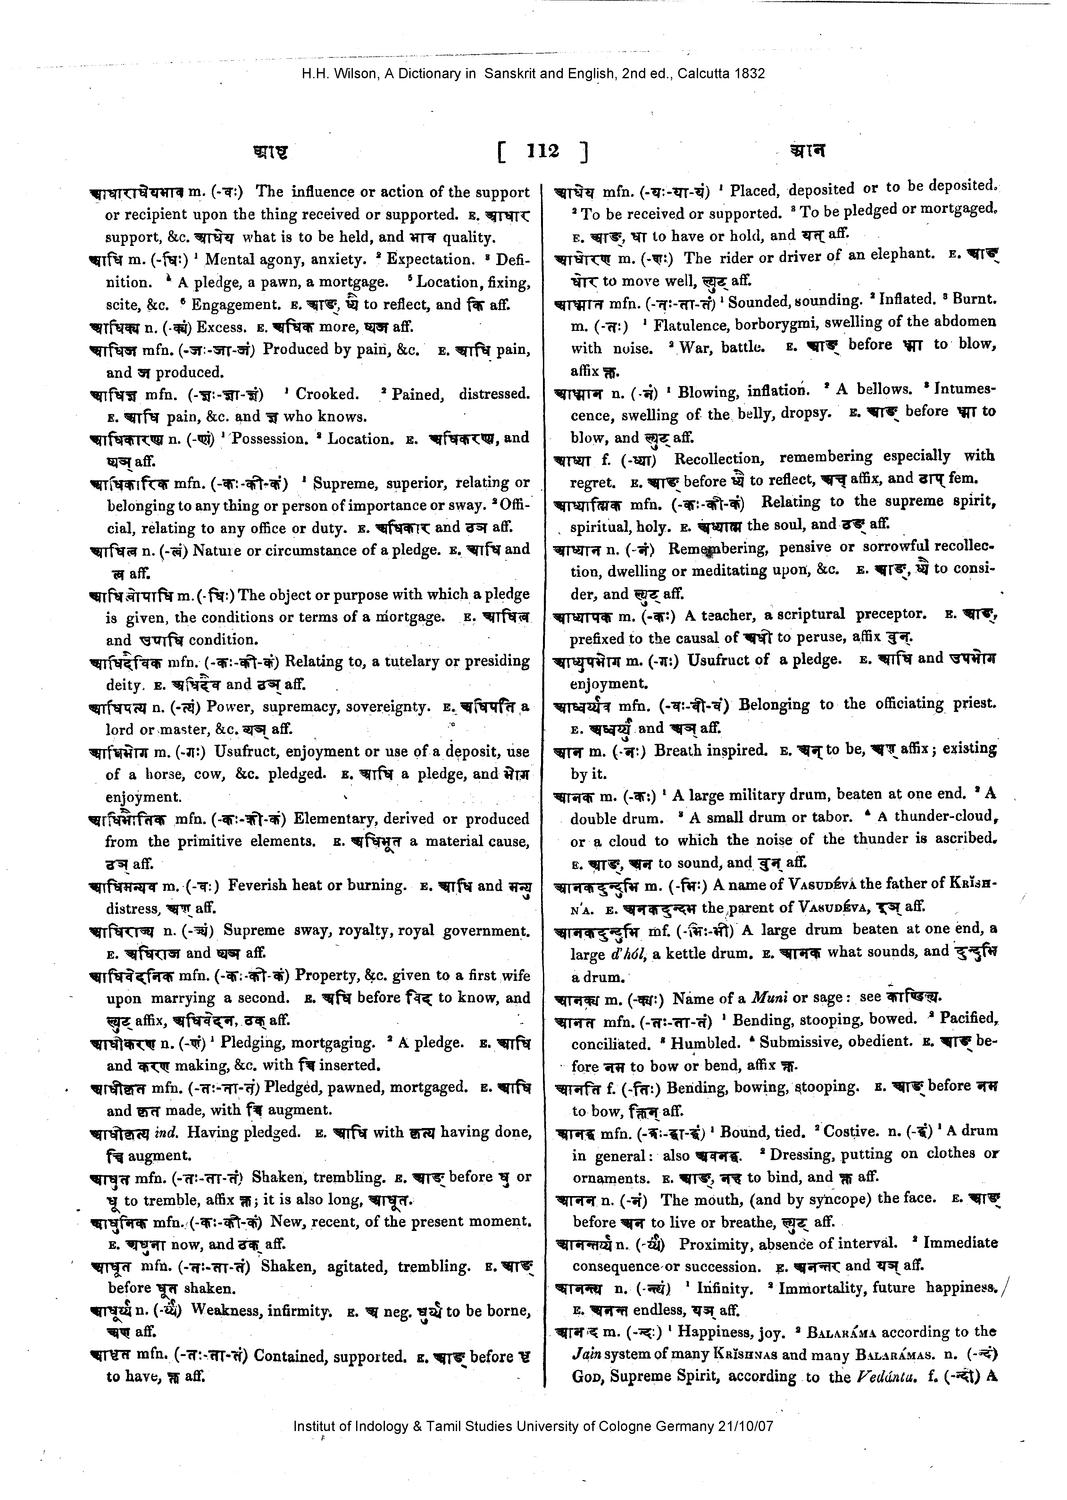 H.H. Wilson, A Dictionary in Sanskrit and English, 2nd ed., Calcutta 1832
आधृ [ 112 ] आन
आधाराधेयभाव m. (-वः) The influence or action of the support
or recipient upon the thing received or supported. E. आधार
support, &c. आधेय what is to be held, and भाव quality.
आधि m. (-धिः) ¹ Mental agony, anxiety. ² Expectation. ³ Defi-
nition. ⁴ A pledge, a pawn, a mortgage. ⁵ Location, fixing,
scite, &c. ⁶ Engagement. E. आङ्, ध्यै to reflect, and कि aff.
आधिक्य n. (-क्यं) Excess. E. अधिक more, ष्यञ् aff.
आधिज mfn. (-जः-जा-जं) Produced by pain, &c. E. आधि pain,
and ज produced.
आधिज्ञ mfn. (-ज्ञः-ज्ञा-ज्ञं) ¹ Crooked. ² Pained, distressed.
E. आधि pain, &c. and ज्ञ who knows.
आधिकारण्य n. (-ण्यं) ¹ Possession. ² Location. E. अधिकरण, and
ष्यञ् aff.
आधिकारिक mfn. (-कः-की-कं) ¹ Supreme, superior, relating or
belonging to any thing or person of importance or sway. ² Offi-
cial, relating to any office or duty. E. अधिकार and ठञ् aff.
आधित्व n. (-त्वं) Nature or circumstance of a pledge. E. आधि and
त्व aff.
आधित्वोपाधि m. (-धिः) The object or purpose with which a pledge
is given, the conditions or terms of a mortgage. E. आधित्व
and उपाधि condition.
आधिदैविक mfn. (-कः-की-कं) Relating to, a tutelary or presiding
deity. E. अधिदैव and ठञ् aff.
आधिपत्य n. (-त्यं) Power, supremacy, sovereignty. E. अधिपति a
lord or master, &c. यञ् aff.
आधिभोग m. (-गः) Usufruct, enjoyment or use of a deposit, use
of a horse, cow, &c. pledged. E. आधि a pledge, and भोग
enjoyment.
आधिभौतिक mfn. (-कः-की-कं) Elementary, derived or produced
from the primitive elements. E. अधिभूत a material cause,
ठञ् aff.
आधिमन्यव m. (-वः) Feverish heat or burning. E. आधि and मन्यु
distress, अण् aff.
आधिराज्य n. (-ज्यं) Supreme sway, royalty, royal government.
E. अधिराज and ष्यञ् aff.
आधिवेदनिक mfn. (-कः-की-कं) Property, &c. given to a first wife
upon marrying a second. E. अधि before विद् to know, and
ल्युट् affix, अधिवेदन, ठक् aff.
आधीकरण n. (-णं) ¹ Pledging, mortgaging. ² A pledge. E. आधि
and करण making, &c. with च्वि inserted.
आधीकृत mfn. (-तः-ता-तं) Pledged, pawned, mortgaged. E. आधि
and कृत made, with च्वि augment.
आधीकृत्य ind. Having pledged. E. आधि with कृत्य having done,
च्वि augment.
आधुत mfn. (-तः-ता-तं) Shaken, trembling. E. आङ् before धु or
धू to tremble, affix क्त; it is also long, आधूत.
आधुनिक mfn. (-कः-की-कं) New, recent, of the present moment.
E. अधुना now, and ठक् aff.
आधूत mfn. (-तः-ता-तं) Shaken, agitated, trembling. E. आङ्
before धूत shaken.
आधूर्य्य n. (-र्य्यं) Weakness, infirmity. E. अ neg. धुर्य्य to be borne,
अण् aff.
आधृत mfn. (-तः-ता-तं) Contained, supported. E. आङ् before धृ
to have, क्त aff.
आधेय mfn. (-यः-या-यं) ¹ Placed, deposited or to be deposited.
² To be received or supported. ³ To be pledged or mortgaged.
E. आङ्, धा to have or hold, and यत् aff.
आधोरण m. (-णः) The rider or driver of an elephant. E. आङ्
धोर to move well, ल्युट् aff.
आध्मात mfn. (-तः-ता-तं) ¹ Sounded, sounding. ² Inflated. ³ Burnt.
m. (-तः) ¹ Flatulence, borborygmi, swelling of the abdomen
with noise. ² War, battle. E. आङ् before ध्मा to blow,
affix क्त.
आध्मान n. (-नं) ¹ Blowing, inflation. ² A bellows. ³ Intumes-
cence, swelling of the belly, dropsy. E. आङ् before ध्मा to
blow, and ल्युट् aff.
आध्या f. (-ध्या) Recollection, remembering especially with
regret. E. आङ् before ध्यै to reflect, अच् affix, and टाप् fem.
आध्यात्मिक mfn. (-कः-की-कं) Relating to the supreme spirit,
spiritual, holy. E. अध्यात्म the soul, and ठङ् aff.
आध्यान n. (-नं) Remembering, pensive or sorrowful recollec-
tion, dwelling or meditating upon, &c. E. आङ्, ध्यै to consi-
der, and ल्युट् aff.
आध्यापक m. (-कः) A teacher, a scriptural preceptor. E. आङ्,
prefixed to the causal of अधी to peruse, affix वुन्.
आध्युपभोग m. (-गः) Usufruct of a pledge. E. आधि and उपभोग
enjoyment.
आध्वर्य्यव mfn. (-वः-वी-वं) Belonging to the officiating priest.
E. अध्वर्य्यु and अञ् aff.
आन m. (-नः) Breath inspired. E. अन् to be, अण् affix; existing
by it.
आनक m. (-कः) ¹ A large military drum, beaten at one end. ² A
double drum. ³ A small drum or tabor. ⁴ A thunder-cloud,
or a cloud to which the noise of the thunder is ascribed.
E. आङ्, अन to sound, and वुन् aff.
आनकदुन्दुभि m. (-भिः) A name of VASUDÉVA the father of KRĬSH-
N'A. E. आनकदुन्दभ the parent of VASUDÉVA, इञ् aff.
आनकदुन्दुभि mf. (-भिः-भी) A large drum beaten at one end, a
large d'hól, a kettle drum. E. आनक what sounds, and दुन्दुभि
a drum.
आनक्य m. (-क्यः) Name of a Muni or sage: see काण्डिन्य.
आनत mfn. (-तः-ता-तं) ¹ Bending, stooping, bowed. ² Pacified,
conciliated. ³ Humbled. ⁴ Submissive, obedient. E. आङ् be-
fore नम to bow or bend, affix क्त.
आनति f. (-तिः) Bending, bowing, stooping. E. आङ् before नम
to bow, क्तिन् aff.
आनद्ध mfn. (-द्धः-द्धा-द्धं) ¹ Bound, tied. ² Costive. n. (-द्धं) ¹ A drum
in general: also अवनद्ध. ² Dressing, putting on clothes or
ornaments. E. आङ्, नह to bind, and क्त aff.
आनन n. (-नं) The mouth, (and by syncope) the face. E. आङ्
before अन to live or breathe, ल्युट् aff.
आनन्तर्य्य n. (-र्य्यं) Proximity, absence of interval. ² Immediate
consequence or succession. E. अनन्तर and यञ् aff.
आनन्त्य n. (-न्त्यं) ¹ Infinity. ² Immortality, future happiness.
E. अनन्त endless, यञ् aff.
आनन्द m. (-न्दः) ¹ Happiness, joy. ² BALARÁMA according to the
Jain system of many KRĬSHNAS and many BALARÁMAS. n. (-न्दं)
GOD, Supreme Spirit, according to the Vedánta. f. (-न्दी) A
Institut of Indology & Tamil Studies University of Cologne Germany 21/10/07